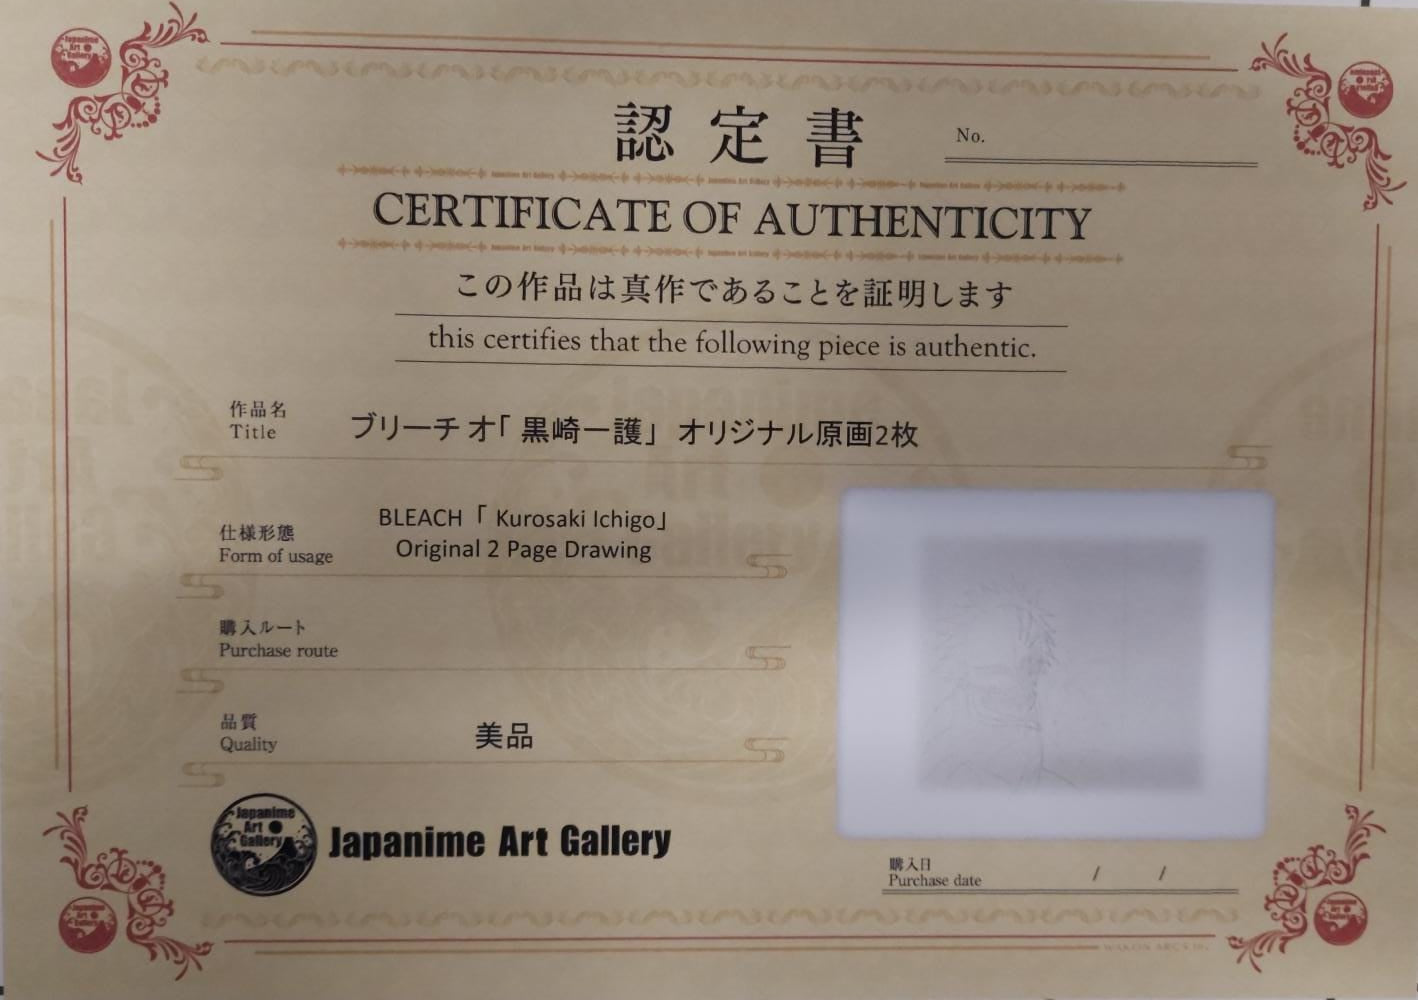 認定書
No.
CERTIFICATE OF AUTHENTICITY
この作品は真作であることを証明します
this certifies that the following piece is authentic.
作品名
Title
ブリーチ オ「 黒崎一護」 オリジナル原画2枚
仕様形態
Form of usage
BLEACH「 Kurosaki Ichigo」
Original 2 Page Drawing
購入ルート
Purchase route
品質
Quality
美品
Japanime
Art
Gallery
Japanime Art Gallery
購入日
Purchase date
/ /